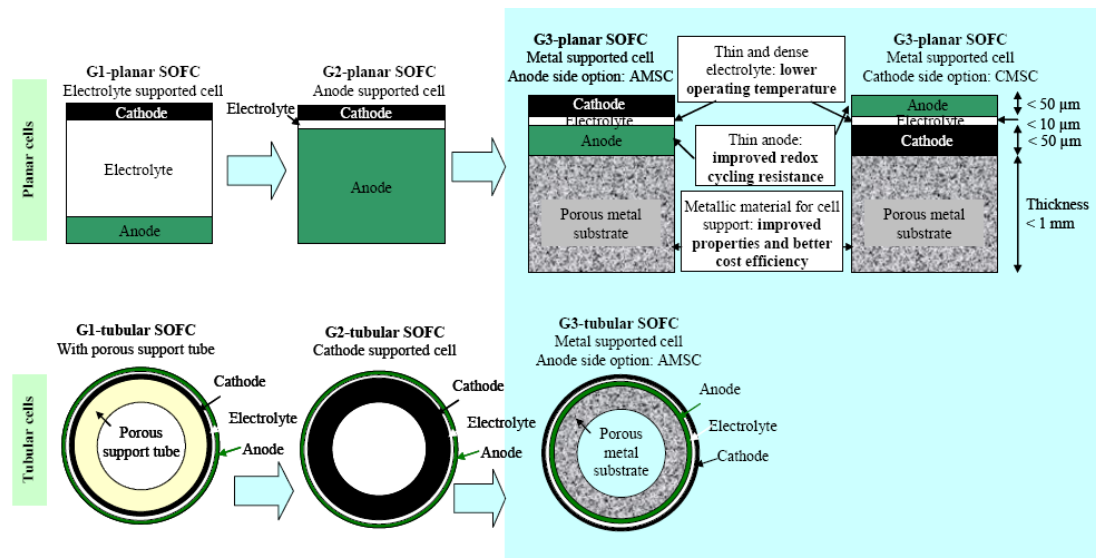 G1-planar SOFC
Electrolyte supported cell
Cathode
Electrolyte
Anode
G2-planar SOFC
Anode supported cell
Electrolyte
Anode
G3-planar SOFC
Metal supported cell
Anode side option: AMSC
Cathode
Electrolyte
Anode
Porous metal
substrate
Thin and dense
electrolyte: lower
operating temperature
Thin anode:
improved redox
cycling resistance
Metallic material for cell
support: improved
properties and better
cost efficiency
G3-planar SOFC
Metal supported cell
Cathode side option: CMSC
Anode
Electrolyte
Cathode
Porous metal
substrate
< 50 µm
< 10 µm
< 50 µm
Thickness
< 1 mm
Planar cells
Cathode
G1-tubular SOFC
With porous support tube
Cathode
Electrolyte
Anode
Porous
support tube
G2-tubular SOFC
Cathode supported cell
Cathode
Electrolyte
Anode
G3-tubular SOFC
Metal supported cell
Anode side option: AMSC
Anode
Electrolyte
Cathode
Porous
metal
substrate
Tubular cells